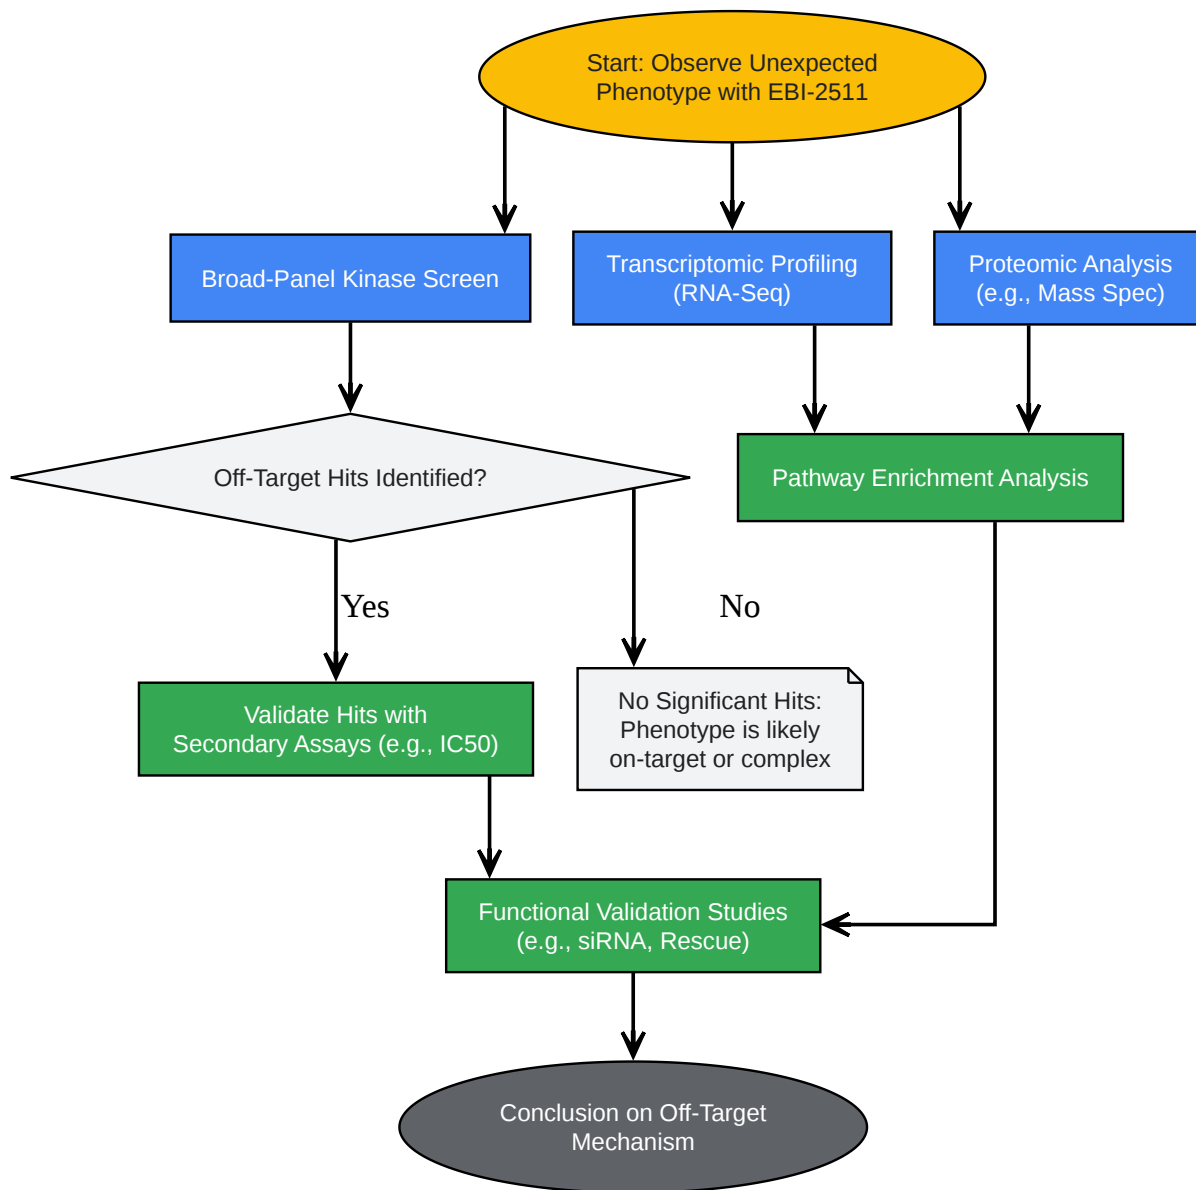 Start: Observe Unexpected
Phenotype with EBI-2511
Broad-Panel Kinase Screen
Transcriptomic Profiling
(RNA-Seq)
Proteomic Analysis
(e.g., Mass Spec)
Off-Target Hits Identified?
Pathway Enrichment Analysis
Yes
No
Validate Hits with
Secondary Assays (e.g., IC50)
No Significant Hits:
Phenotype is likely
on-target or complex
Functional Validation Studies
(e.g., siRNA, Rescue)
Conclusion on Off-Target
Mechanism